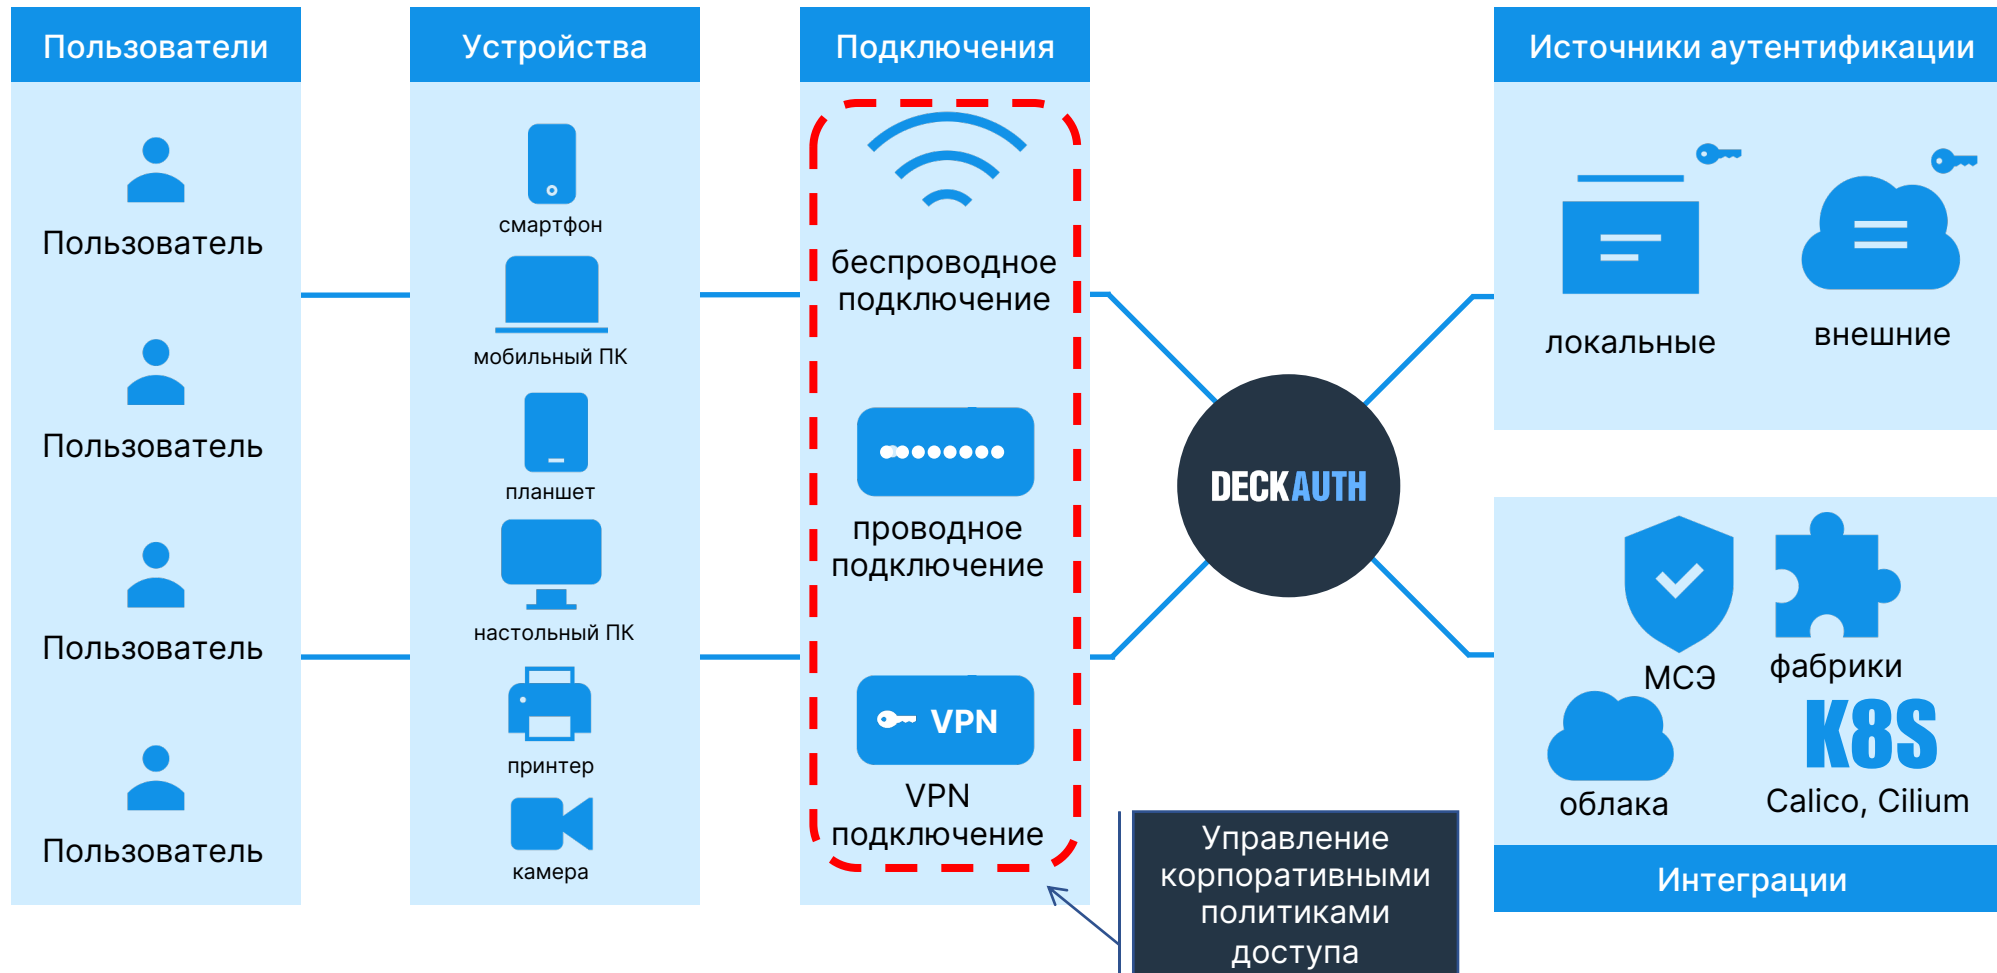 Пользователи
Пользователь
Пользователь
Пользователь
Пользователь
Устройства
смартфон
мобильный ПК
планшет
настольный ПК
принтер
камера
Подключения
беспроводное
подключение
проводное
подключение
VPN
VPN
подключение
DECKAUTH
Управление
корпоративными
политиками
доступа
Источники аутентификации
локальные
внешние
МСЭ
фабрики
облака
K8S
Calico, Cilium
Интеграции